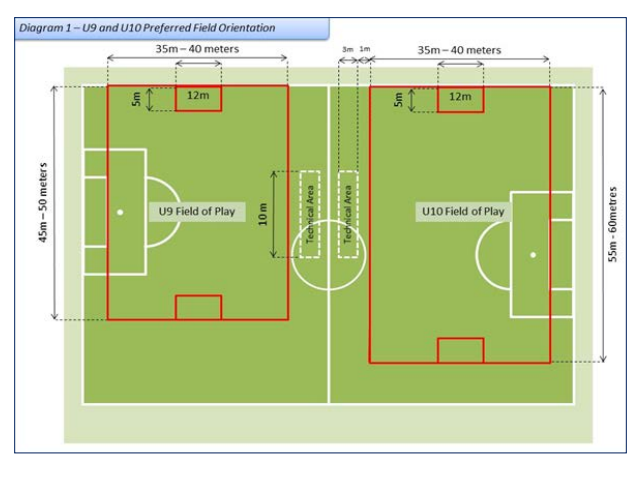 Diagram 1 – U9 and U10 Preferred Field Orientation
35m – 40 meters
3m
1m
35m – 40 meters
5m
12m
5m
12m
45m – 50 meters
U9 Field of Play
10 m
Technical Area
Technical Area
U10 Field of Play
55m - 60metres